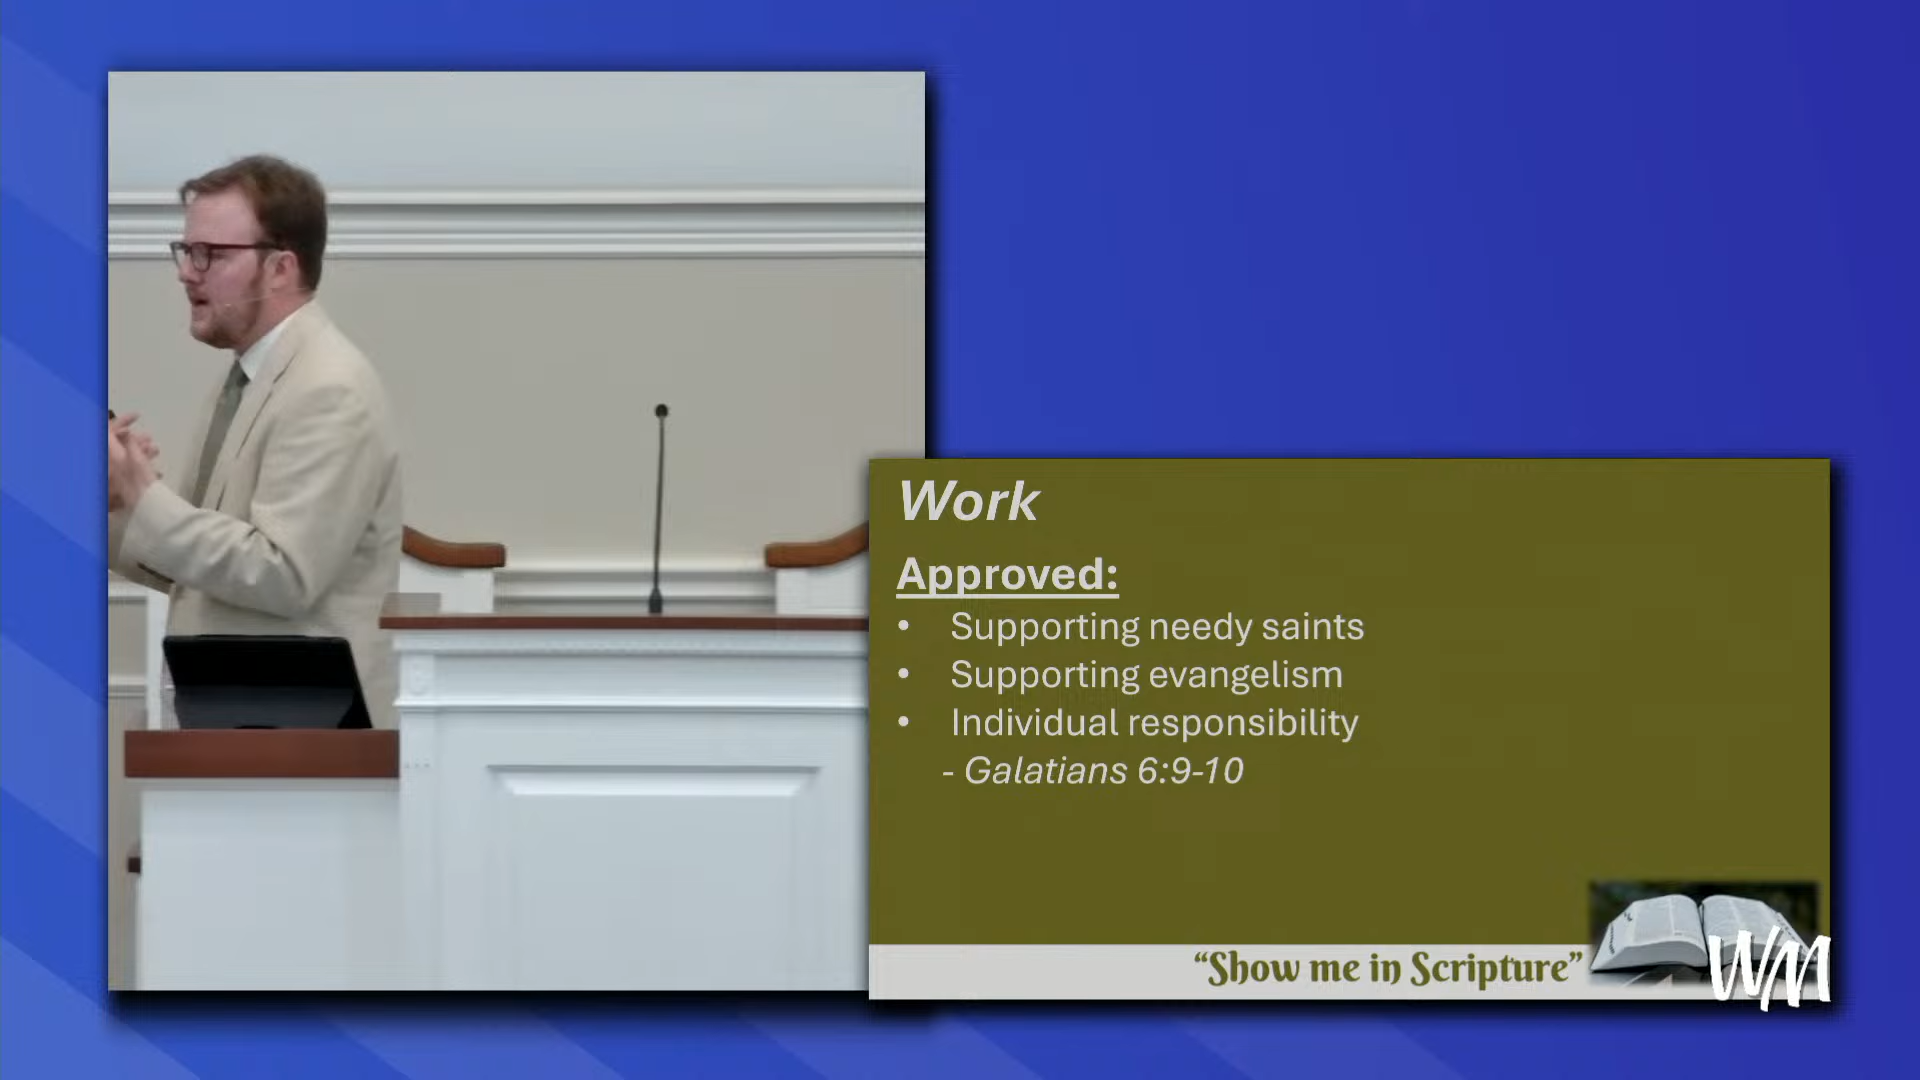 Work
Approved:
• Supporting needy saints
• Supporting evangelism
• Individual responsibility
- Galatians 6:9-10
“Show me in Scripture”
WM